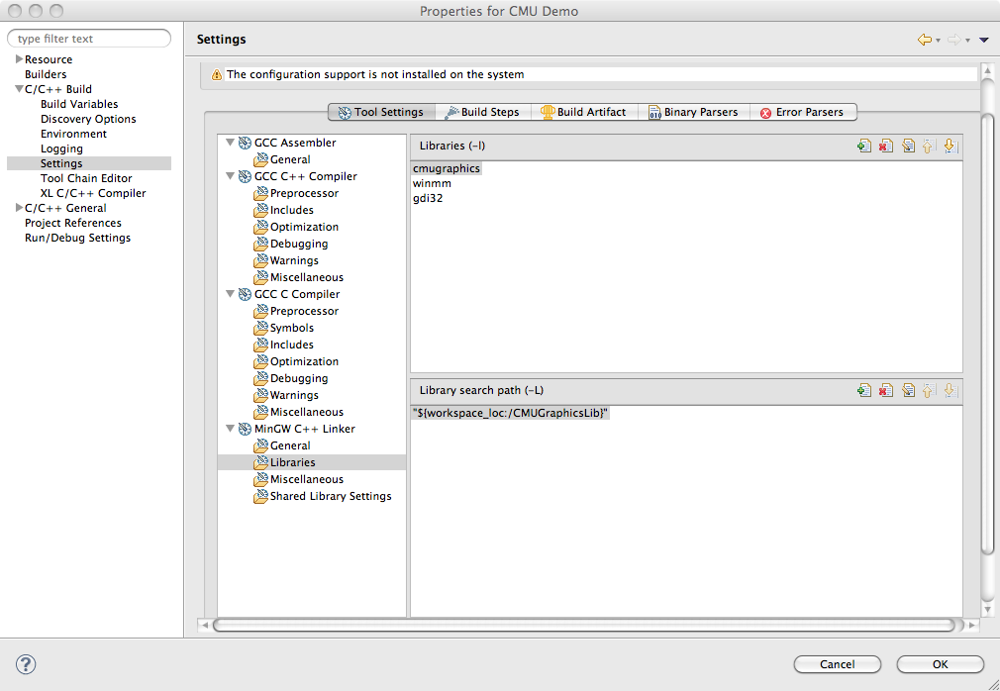 Properties for CMU Demo
type filter text
Resource
Builders
C/C++ Build
Build Variables
Discovery Options
Environment
Logging
Settings
Tool Chain Editor
XL C/C++ Compiler
C/C++ General
Project References
Run/Debug Settings
Settings
The configuration support is not installed on the system
Tool Settings Build Steps Build Artifact Binary Parsers Error Parsers
GCC Assembler
General
GCC C++ Compiler
Preprocessor
Includes
Optimization
Debugging
Warnings
Miscellaneous
GCC C Compiler
Preprocessor
Symbols
Includes
Optimization
Debugging
Warnings
Miscellaneous
MinGW C++ Linker
General
Libraries
Miscellaneous
Shared Library Settings
Libraries (-l)
cmugraphics
winmm
gdi32
Library search path (-L)
"${workspace_loc:/CMUGraphicsLib}"
?
Cancel OK